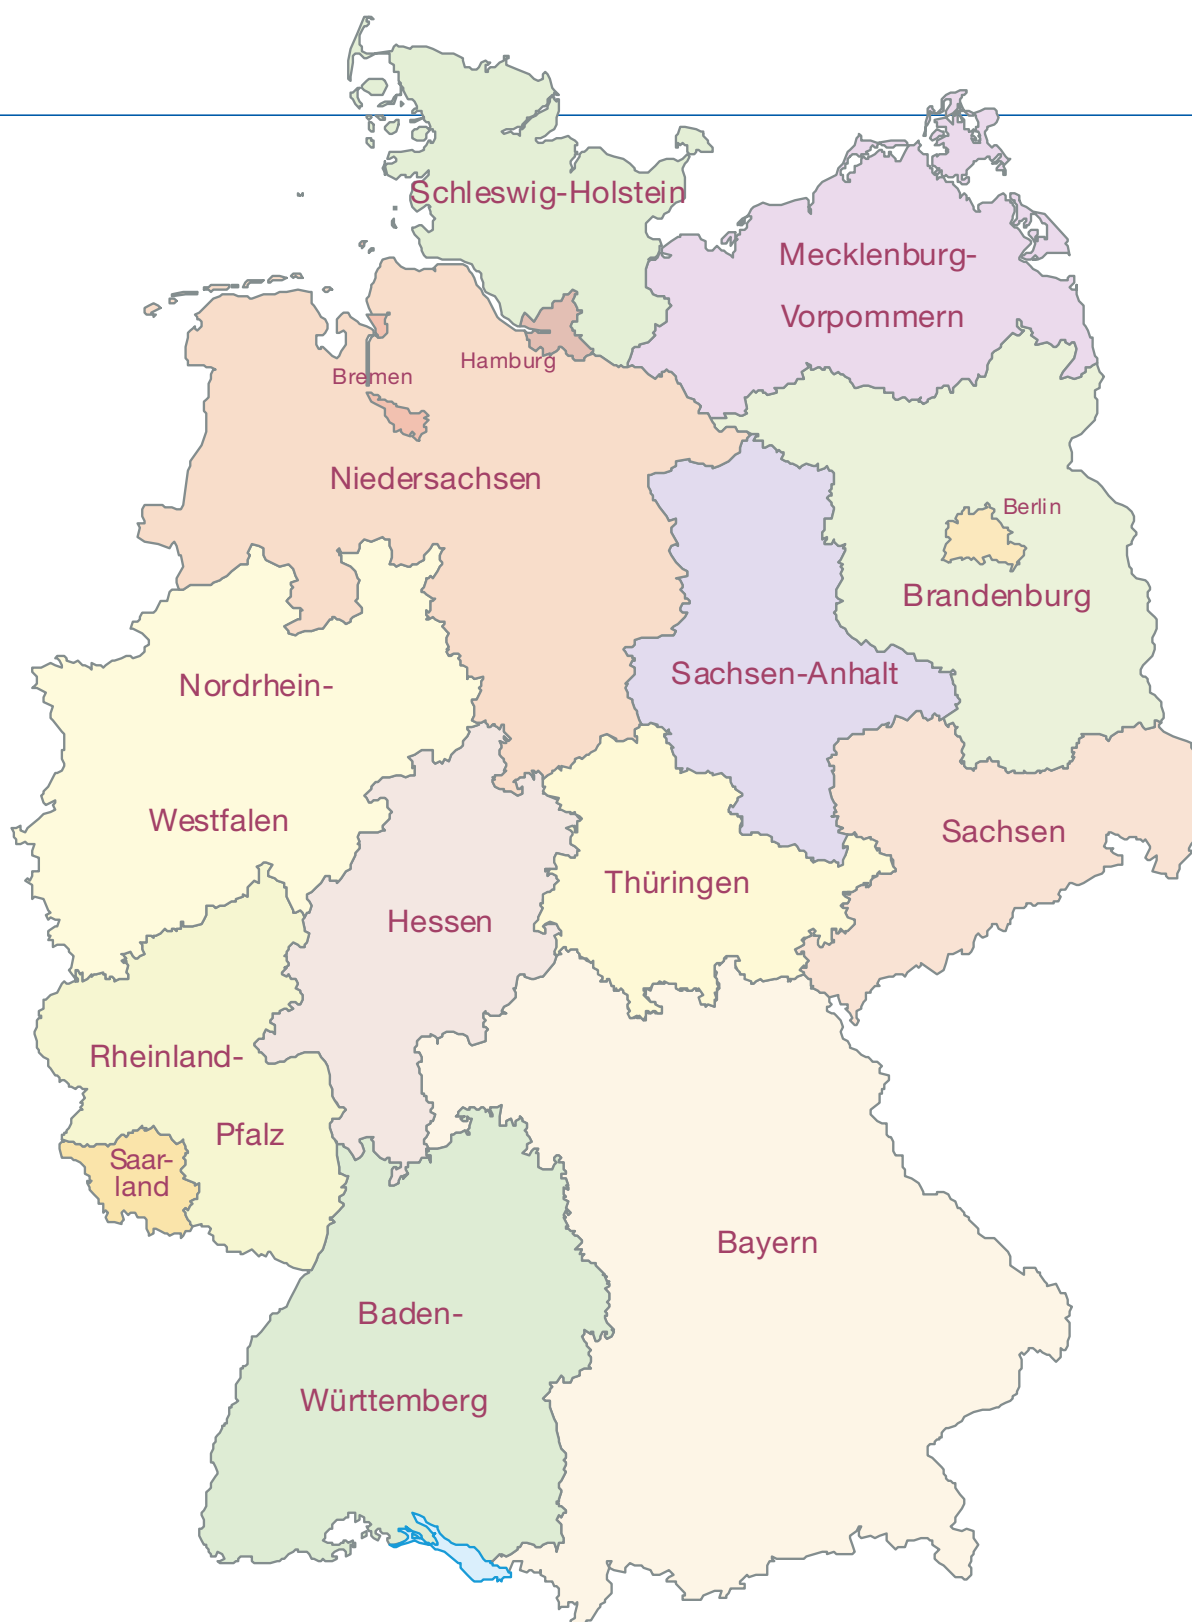 Schleswig-Holstein
Mecklenburg-
Vorpommern
Hamburg
Bremen
Niedersachsen
Berlin
Brandenburg
Sachsen-Anhalt
Nordrhein-
Westfalen
Sachsen
Thüringen
Hessen
Rheinland-
Pfalz
Saar-
land
Bayern
Baden-
Württemberg